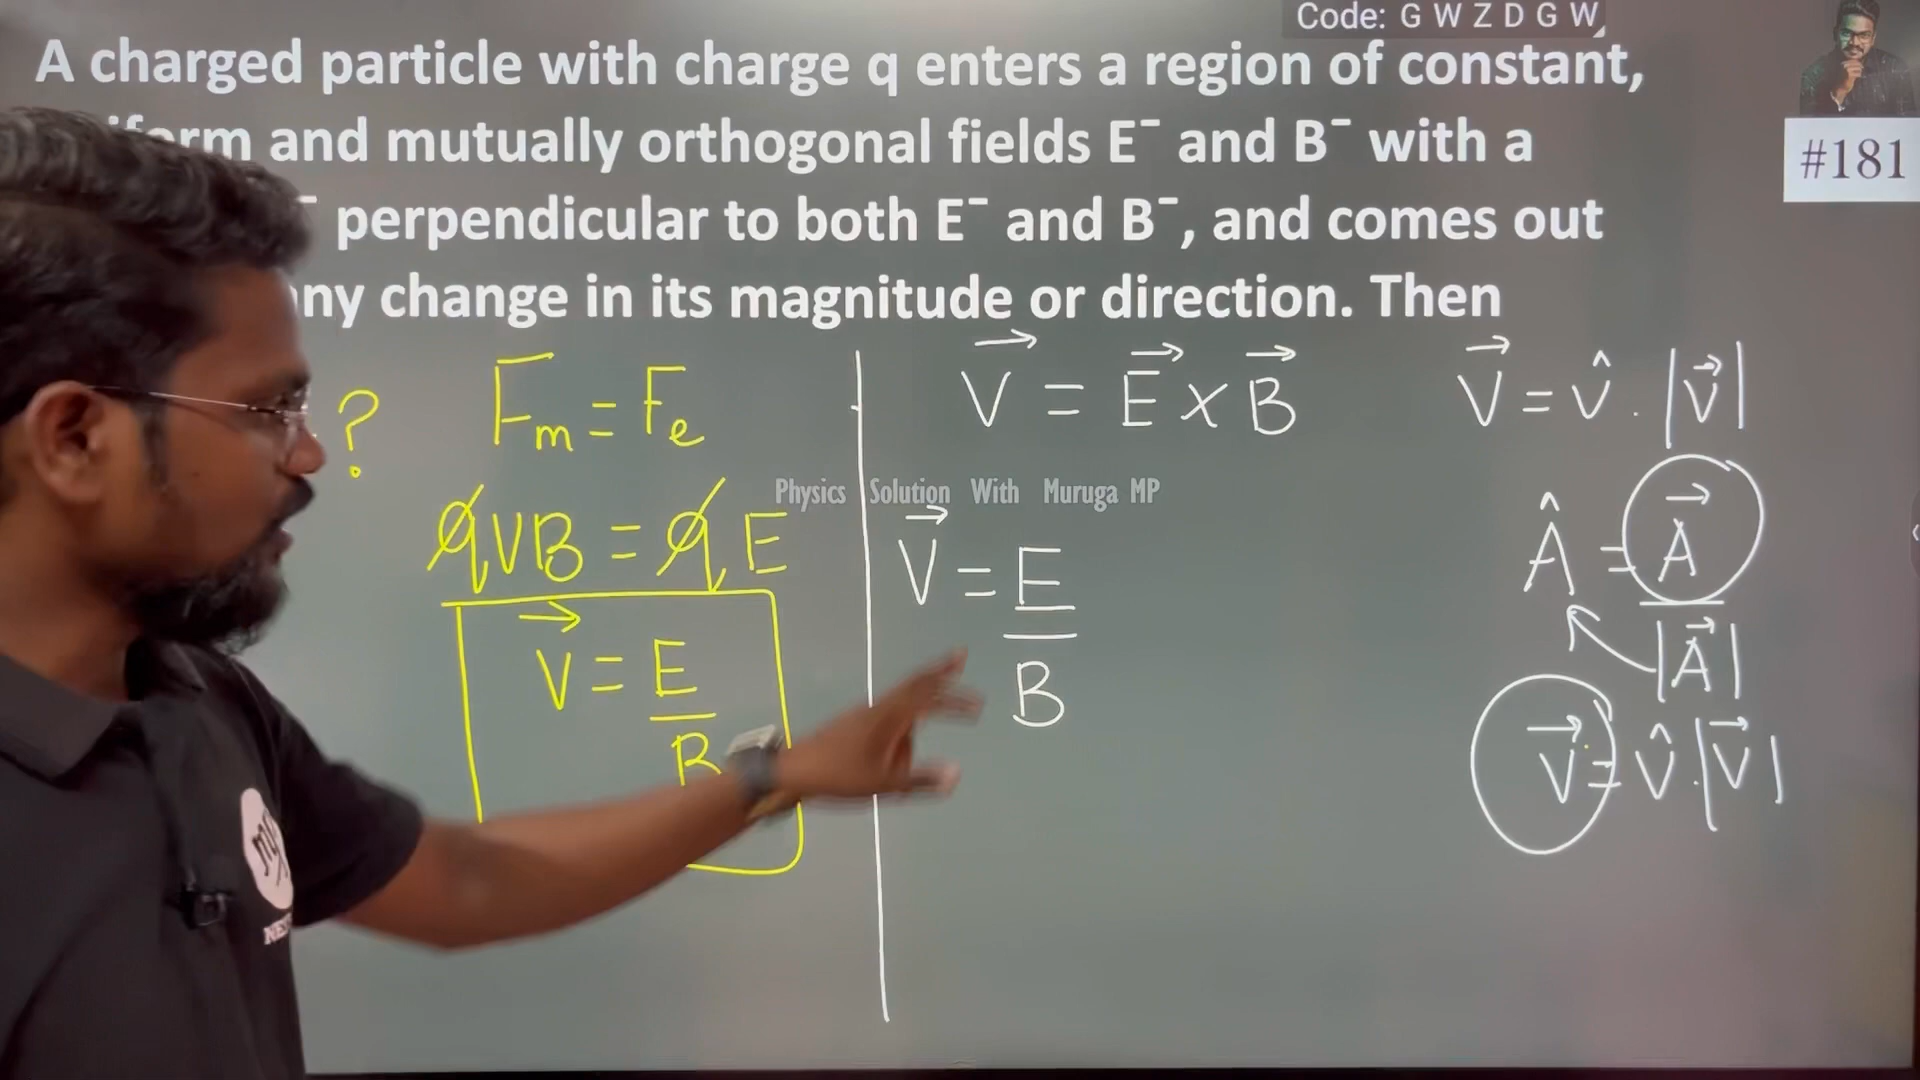 Code: G W Z D G W
A charged particle with charge q enters a region of constant,
and mutually orthogonal fields E⁻ and B⁻ with a
#181
perpendicular to both E⁻ and B⁻, and comes out
change in its magnitude or direction. Then
?
Fm = Fe
qVB = qE
V⃗ = E/B
V⃗ = E⃗ × B⃗
Physics Solution With Muruga MP
V⃗ = E/B
V⃗ = v̂ . |V⃗|
Â = A⃗/|A⃗|
V⃗ = v̂ . |V⃗|